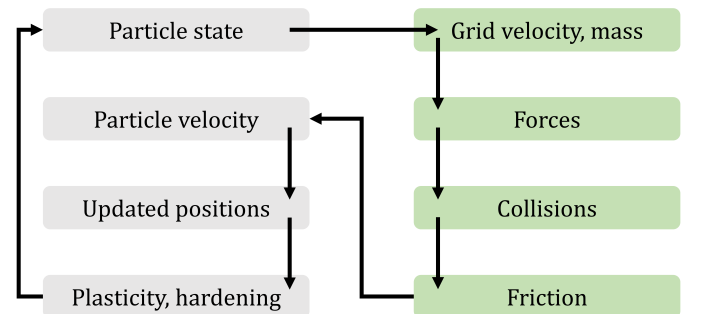 Particle state
Grid velocity, mass
Particle velocity
Forces
Updated positions
Collisions
Plasticity, hardening
Friction